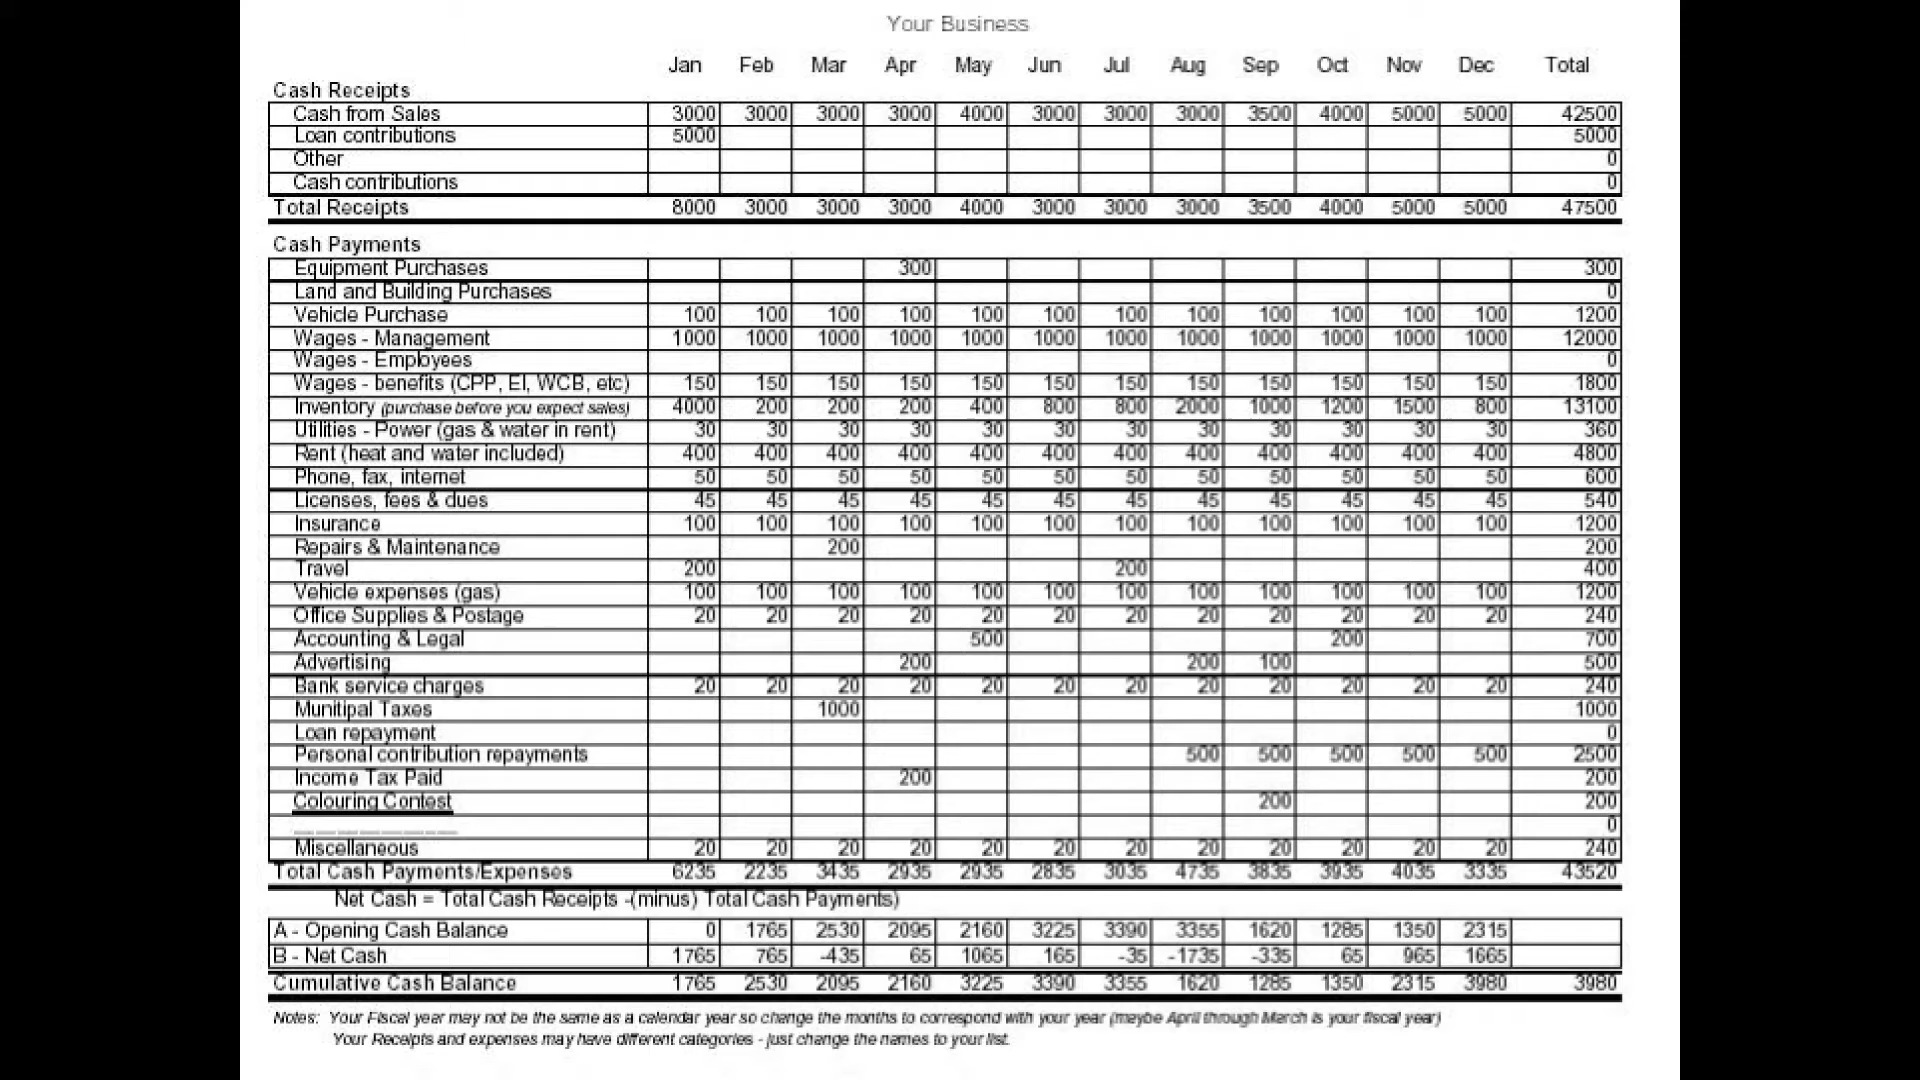 Your Business
Jan Feb Mar Apr May Jun Jul Aug Sep Oct Nov Dec Total
Cash Receipts
Cash from Sales 3000 3000 3000 3000 4000 3000 3000 3000 3500 4000 5000 5000 42500
Loan contributions 5000 5000
Other 0
Cash contributions 0
Total Receipts 8000 3000 3000 3000 4000 3000 3000 3000 3500 4000 5000 5000 47500
Cash Payments
Equipment Purchases 300 300
Land and Building Purchases 0
Vehicle Purchase 100 100 100 100 100 100 100 100 100 100 100 100 1200
Wages - Management 1000 1000 1000 1000 1000 1000 1000 1000 1000 1000 1000 1000 12000
Wages - Employees 0
Wages - benefits (CPP, EI, WCB, etc) 150 150 150 150 150 150 150 150 150 150 150 150 1800
Inventory (purchase before you expect sales) 4000 200 200 200 400 800 800 2000 1000 1200 1500 800 13100
Utilities - Power (gas & water in rent) 30 30 30 30 30 30 30 30 30 30 30 30 360
Rent (heat and water included) 400 400 400 400 400 400 400 400 400 400 400 400 4800
Phone, fax, internet 50 50 50 50 50 50 50 50 50 50 50 50 600
Licenses, fees & dues 45 45 45 45 45 45 45 45 45 45 45 45 540
Insurance 100 100 100 100 100 100 100 100 100 100 100 100 1200
Repairs & Maintenance 200 200
Travel 200 200 400
Vehicle expenses (gas) 100 100 100 100 100 100 100 100 100 100 100 100 1200
Office Supplies & Postage 20 20 20 20 20 20 20 20 20 20 20 20 240
Accounting & Legal 500 200 700
Advertising 200 200 100 500
Bank service charges 20 20 20 20 20 20 20 20 20 20 20 20 240
Munitipal Taxes 1000 1000
Loan repayment 0
Personal contribution repayments 500 500 500 500 500 2500
Income Tax Paid 200 200
Colouring Contest 200 200
0
Miscellaneous 20 20 20 20 20 20 20 20 20 20 20 20 240
Total Cash Payments/Expenses 6235 2235 3435 2935 2935 2835 3035 4735 3835 3935 4035 3335 43520
Net Cash = Total Cash Receipts -(minus) Total Cash Payments)
A - Opening Cash Balance 0 1765 2530 2095 2160 3225 3390 3355 1620 1285 1350 2315
B - Net Cash 1765 765 -435 65 1065 165 -35 -1735 -335 65 965 1665
Cumulative Cash Balance 1765 2530 2095 2160 3225 3390 3355 1620 1285 1350 2315 3980 3980
Notes: Your Fiscal year may not be the same as a calendar year so change the months to correspond with your year (maybe April through March is your fiscal year)
Your Receipts and expenses may have different categories - just change the names to your list.